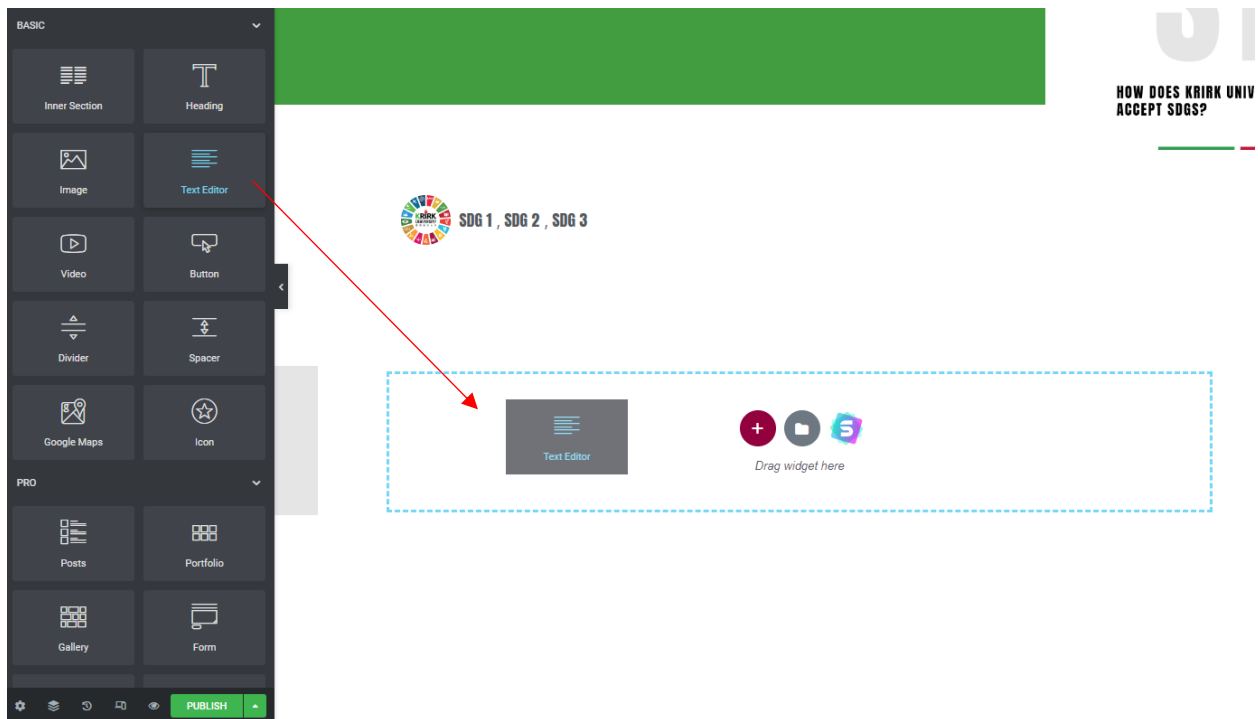 BASIC
Inner Section
Heading
Image
Text Editor
Video
Button
Divider
Spacer
Google Maps
Icon
PRO
Posts
Portfolio
Gallery
Form
PUBLISH
HOW DOES KRIRK UNIV
ACCEPT SDGS?
KRIRK
SDG 1 , SDG 2 , SDG 3
Text Editor
S
Drag widget here